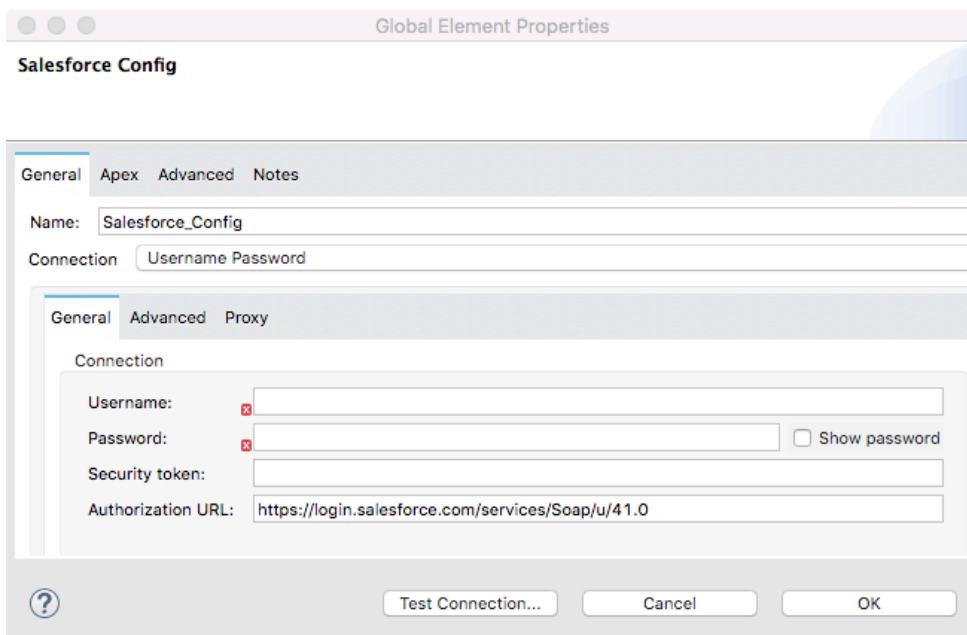 Global Element Properties
Salesforce Config
General Apex Advanced Notes
Name: Salesforce_Config
Connection Username Password
General Advanced Proxy
Connection
Username:
Password: Show password
Security token:
Authorization URL: https://login.salesforce.com/services/Soap/u/41.0
? Test Connection... Cancel OK